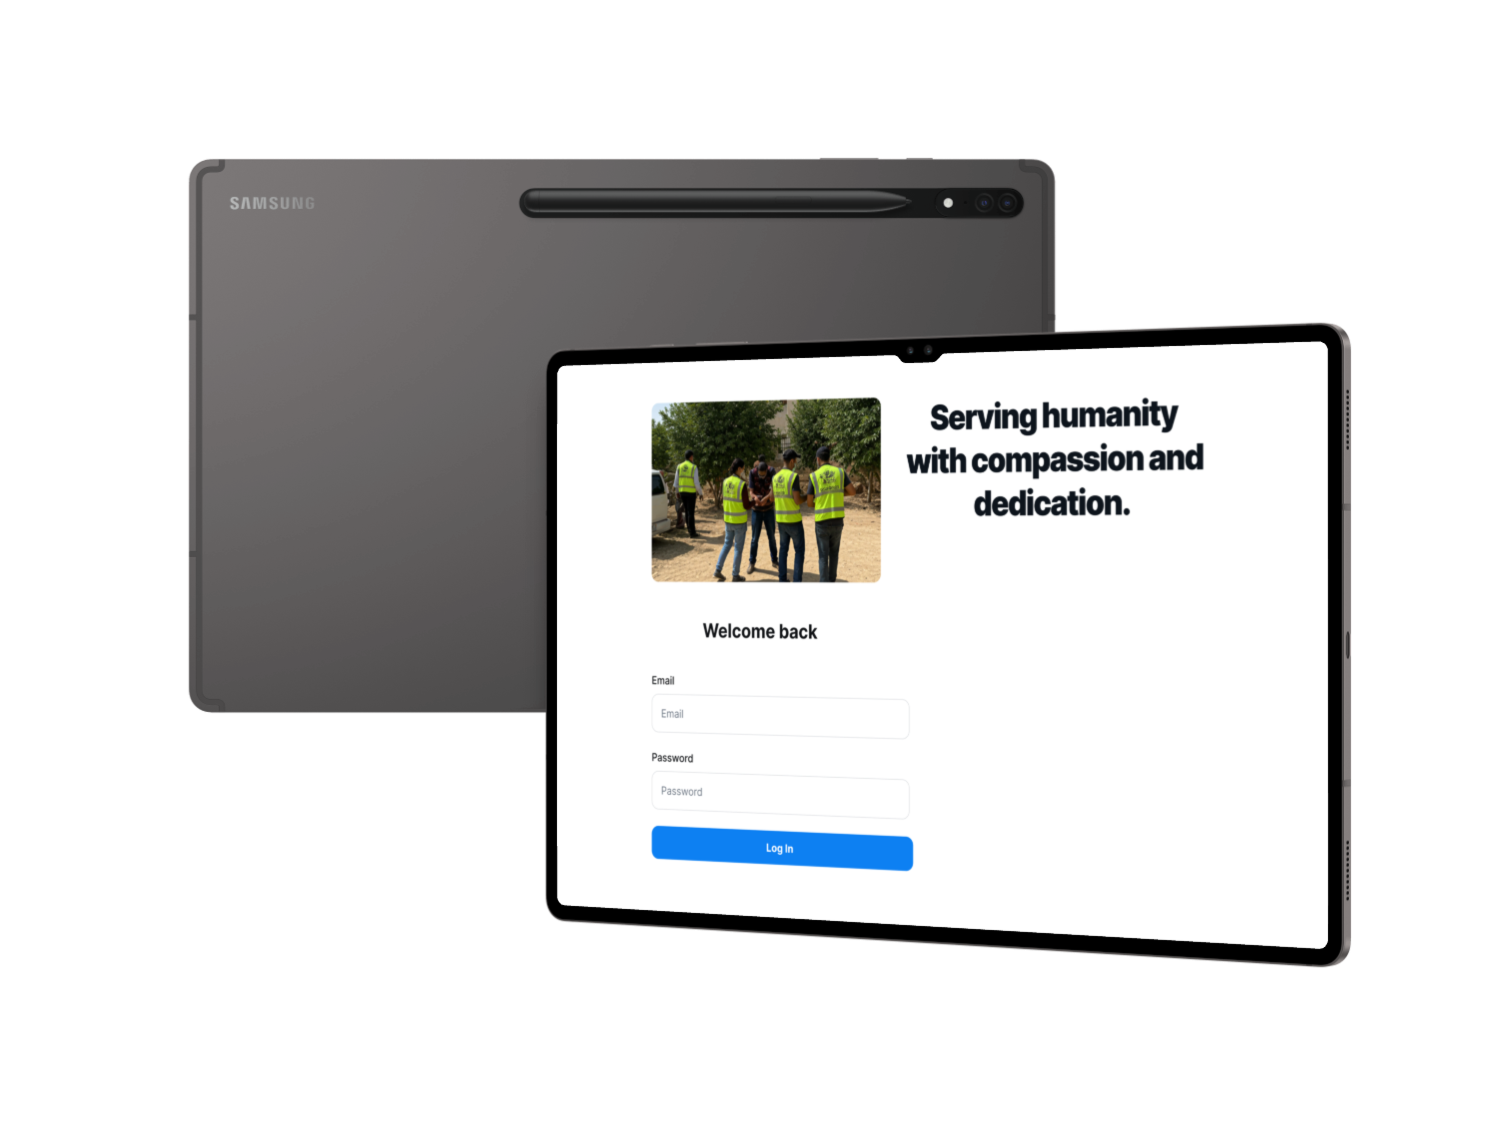 SAMSUNG
Serving humanity
with compassion and
dedication.
Welcome back
Email
Email
Password
Password
Log In